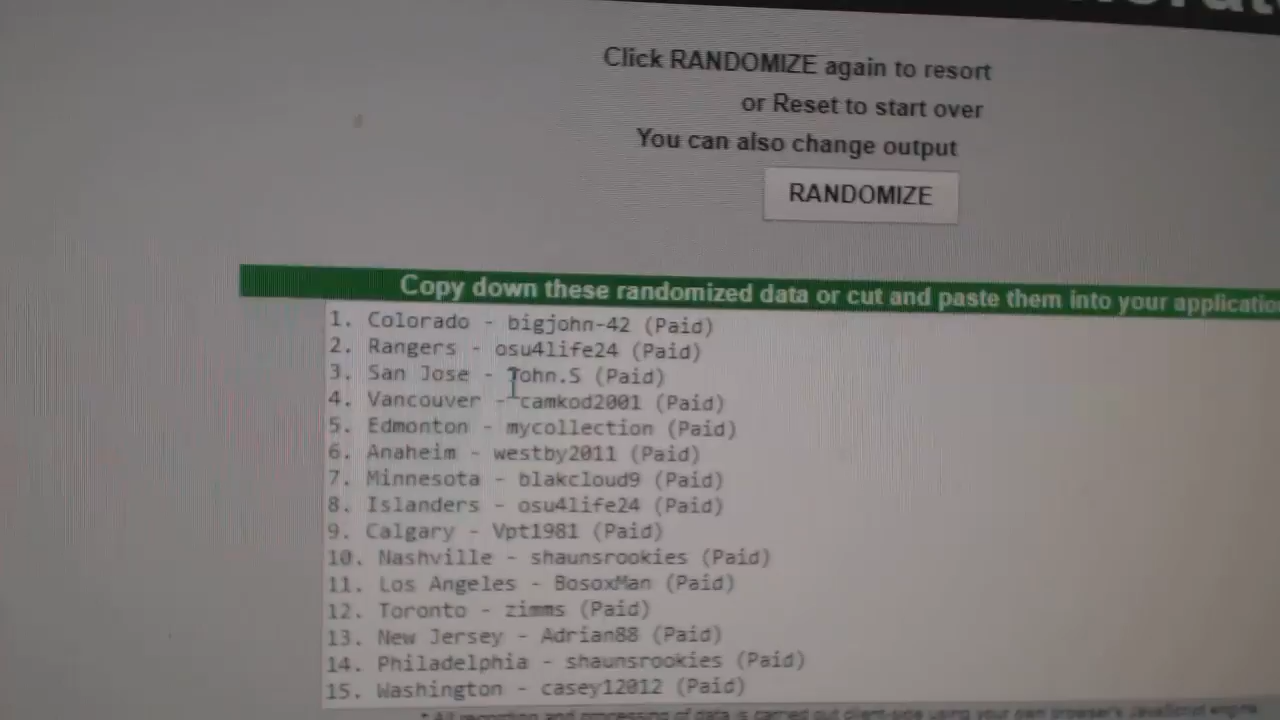 Click RANDOMIZE again to resort
or Reset to start over
You can also change output
RANDOMIZE
Copy down these randomized data or cut and paste them into your
1. Colorado - bigjohn-42 (Paid)
2. Rangers - osu4life24 (Paid)
3. San Jose - John.S (Paid)
4. Vancouver - camkod2001 (Paid)
5. Edmonton - mycollection (Paid)
6. Anaheim - westby2011 (Paid)
7. Minnesota - blakcloud9 (Paid)
8. Islanders - osu4life24 (Paid)
9. Calgary - Vpt1981 (Paid)
10. Nashville - shaunsrookies (Paid)
11. Los Angeles - BosoxMan (Paid)
12. Toronto - zimms (Paid)
13. New Jersey - Adrian88 (Paid)
14. Philadelphia - shaunsrookies (Paid)
15. Washington - casey12012 (Paid)